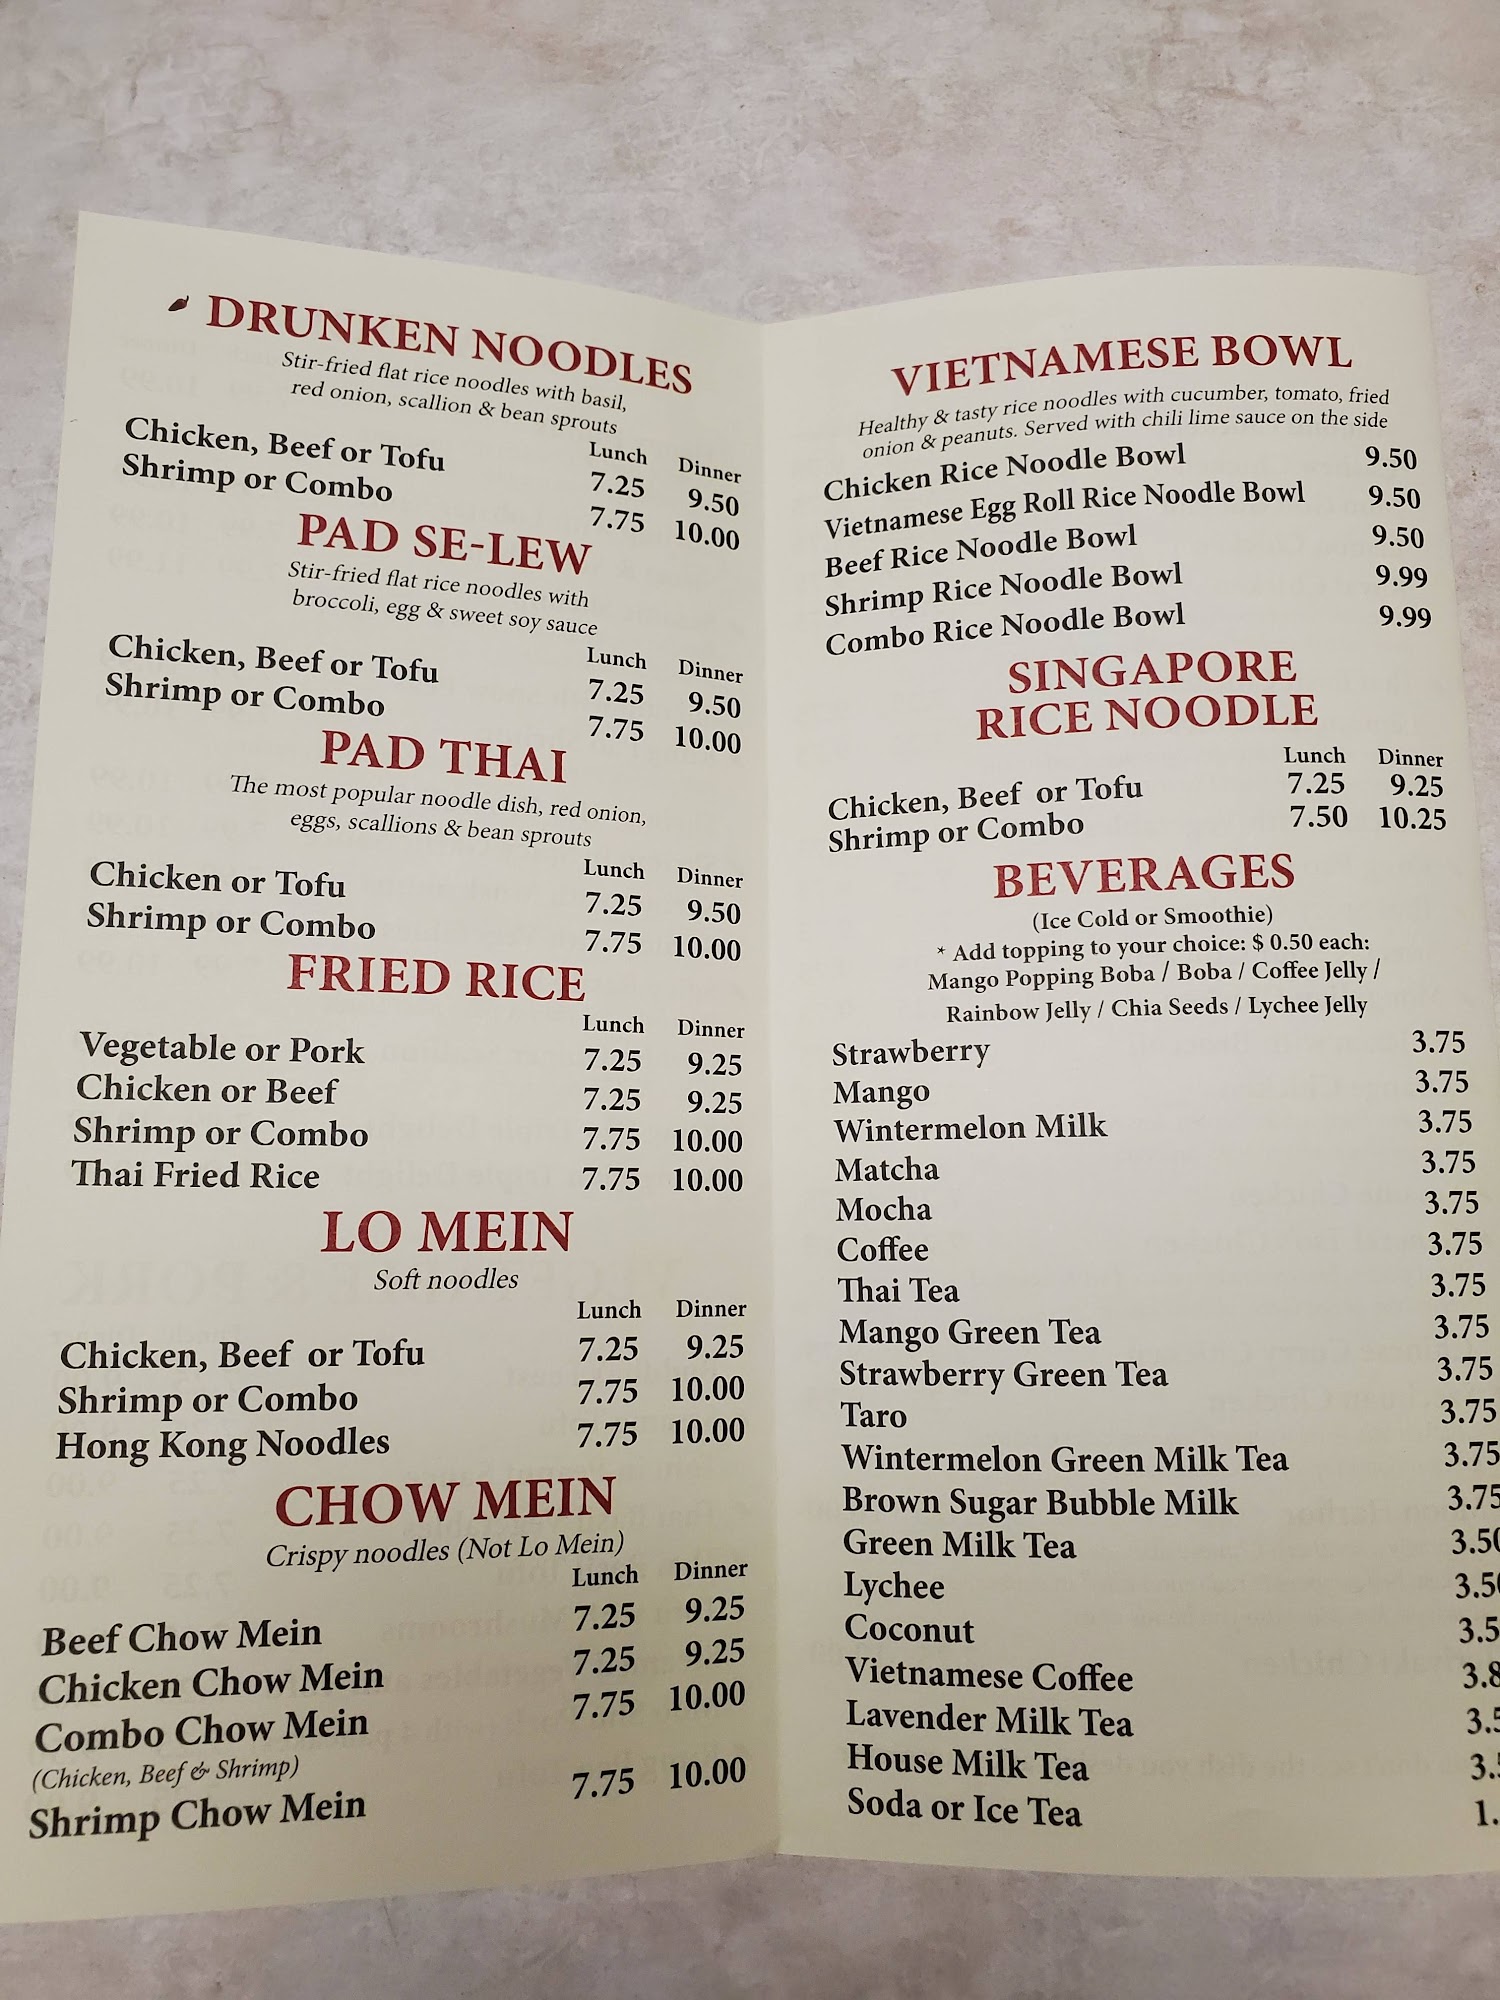 DRUNKEN NOODLES
Stir-fried flat rice noodles with basil,
red onion, scallion & bean sprouts
Lunch Dinner
Chicken, Beef or Tofu 7.25 9.50
Shrimp or Combo 7.75 10.00
PAD SE-LEW
Stir-fried flat rice noodles with
broccoli, egg & sweet soy sauce
Lunch Dinner
Chicken, Beef or Tofu 7.25 9.50
Shrimp or Combo 7.75 10.00
PAD THAI
The most popular noodle dish, red onion,
eggs, scallions & bean sprouts
Lunch Dinner
Chicken or Tofu 7.25 9.50
Shrimp or Combo 7.75 10.00
FRIED RICE
Lunch Dinner
Vegetable or Pork 7.25 9.25
Chicken or Beef 7.25 9.25
Shrimp or Combo 7.75 10.00
Thai Fried Rice 7.75 10.00
LO MEIN
Soft noodles
Lunch Dinner
Chicken, Beef or Tofu 7.25 9.25
Shrimp or Combo 7.75 10.00
Hong Kong Noodles 7.75 10.00
CHOW MEIN
Crispy noodles (Not Lo Mein)
Lunch Dinner
Beef Chow Mein 7.25 9.25
Chicken Chow Mein 7.25 9.25
Combo Chow Mein 7.75 10.00
(Chicken, Beef & Shrimp)
Shrimp Chow Mein 7.75 10.00
VIETNAMESE BOWL
Healthy & tasty rice noodles with cucumber, tomato, fried
onion & peanuts. Served with chili lime sauce on the side
Chicken Rice Noodle Bowl 9.50
Vietnamese Egg Roll Rice Noodle Bowl 9.50
Beef Rice Noodle Bowl 9.50
Shrimp Rice Noodle Bowl 9.99
Combo Rice Noodle Bowl 9.99
SINGAPORE
RICE NOODLE
Lunch Dinner
Chicken, Beef or Tofu 7.25 9.25
Shrimp or Combo 7.50 10.25
BEVERAGES
(Ice Cold or Smoothie)
* Add topping to your choice: $ 0.50 each:
Mango Popping Boba / Boba / Coffee Jelly /
Rainbow Jelly / Chia Seeds / Lychee Jelly
Strawberry 3.75
Mango 3.75
Wintermelon Milk 3.75
Matcha 3.75
Mocha 3.75
Coffee 3.75
Thai Tea 3.75
Mango Green Tea 3.75
Strawberry Green Tea 3.75
Taro 3.75
Wintermelon Green Milk Tea 3.75
Brown Sugar Bubble Milk 3.75
Green Milk Tea 3.50
Lychee 3.50
Coconut 3.5
Vietnamese Coffee 3.8
Lavender Milk Tea 3.5
House Milk Tea 3.5
Soda or Ice Tea 1.